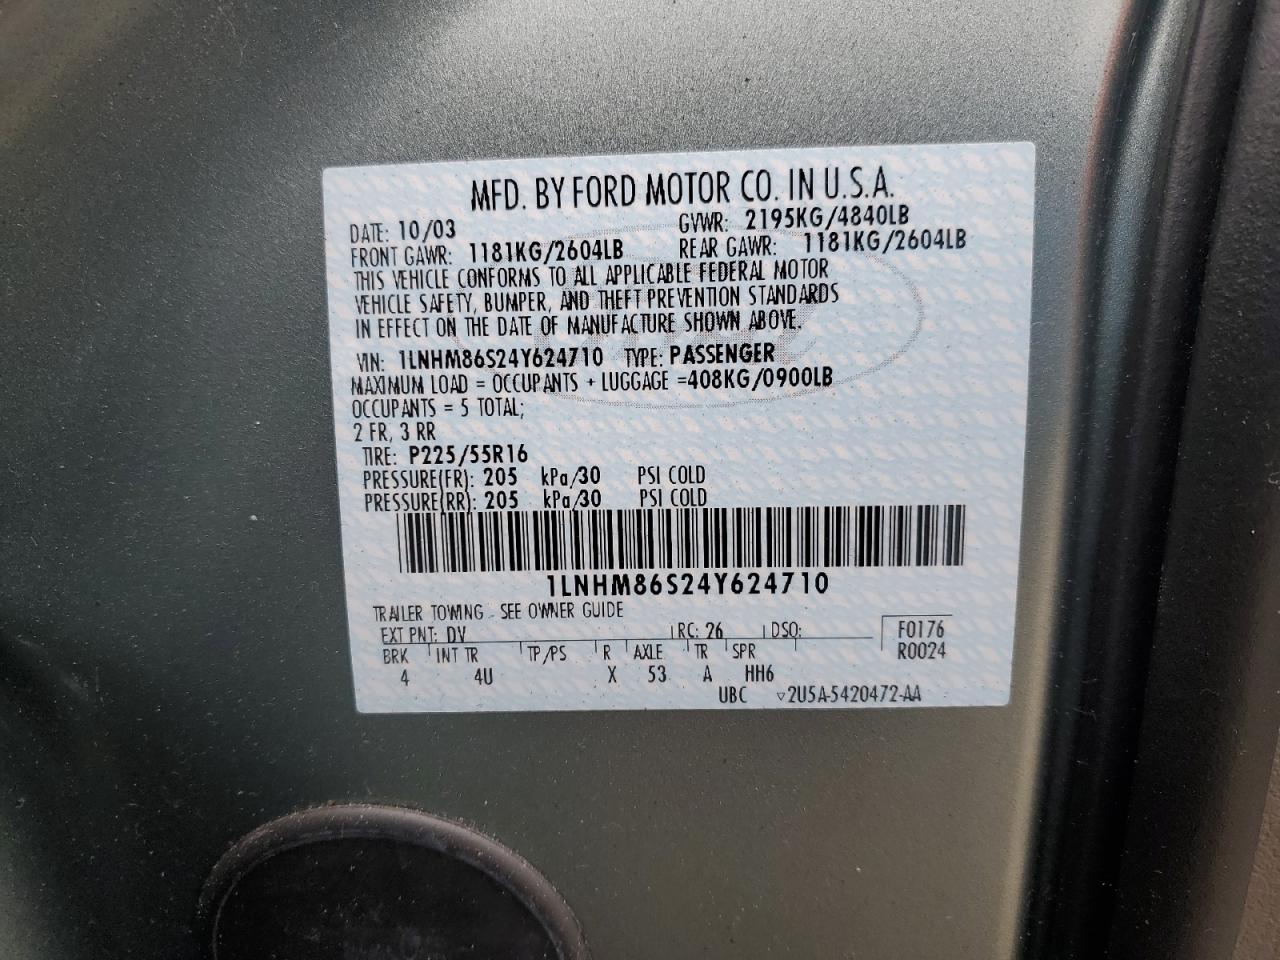 MFD. BY FORD MOTOR CO. IN U.S.A.
DATE: 10/03 GVWR: 2195KG/4840LB
FRONT GAWR: 1181KG/2604LB REAR GAWR: 1181KG/2604LB
THIS VEHICLE CONFORMS TO ALL APPLICABLE FEDERAL MOTOR
VEHICLE SAFETY, BUMPER, AND THEFT PREVENTION STANDARDS
IN EFFECT ON THE DATE OF MANUFACTURE SHOWN ABOVE.
VIN: 1LNHM86S24Y624710 TYPE: PASSENGER
MAXIMUM LOAD = OCCUPANTS + LUGGAGE =408KG/0900LB
OCCUPANTS = 5 TOTAL;
2 FR, 3 RR
TIRE: P225/55R16
PRESSURE(FR): 205 kPa/30 PSI COLD
PRESSURE(RR): 205 kPa/30 PSI COLD
1LNHM86S24Y624710
TRAILER TOWING - SEE OWNER GUIDE
EXT PNT: DV RC: 26 DSO: F0176
BRK INT TR TP/PS R AXLE TR SPR R0024
4 4U X 53 A HH6
UBC ▽2U5A-5420472-AA